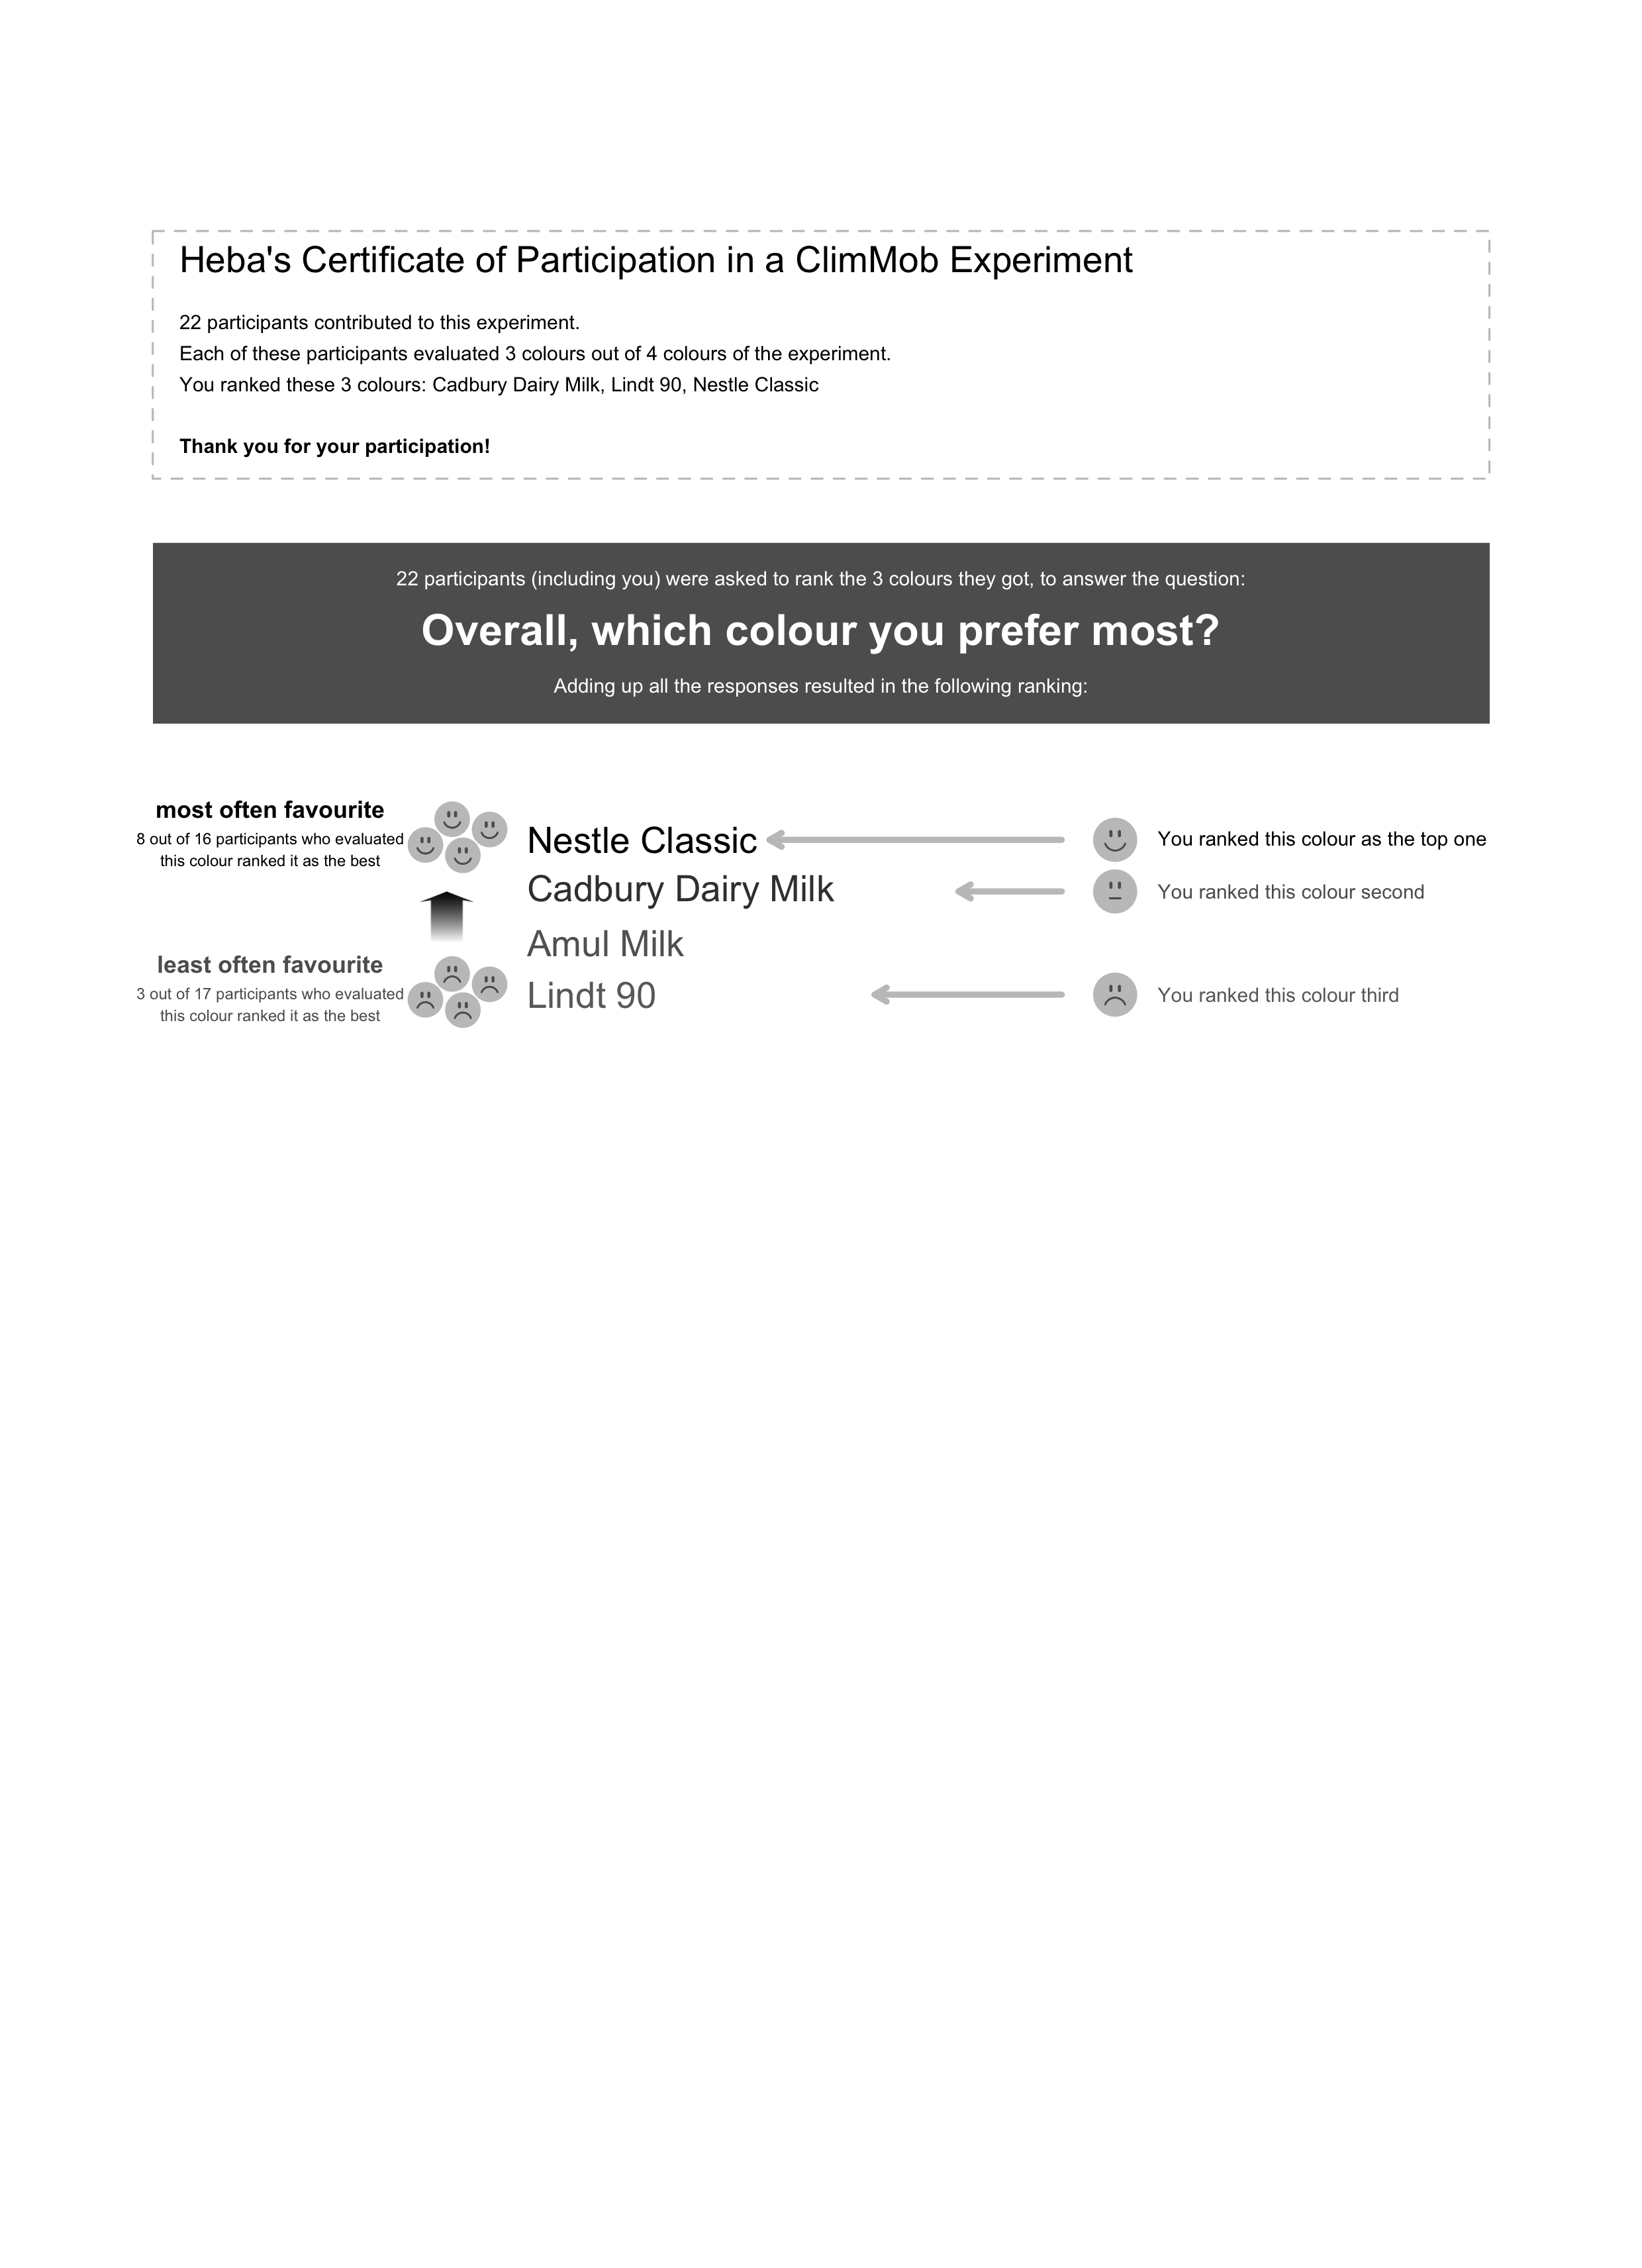 Heba's Certificate of Participation in a ClimMob Experiment
22 participants contributed to this experiment.
Each of these participants evaluated 3 colours out of 4 colours of the experiment.
You ranked these 3 colours: Cadbury Dairy Milk, Lindt 90, Nestle Classic
Thank you for your participation!
22 participants (including you) were asked to rank the 3 colours they got, to answer the question:
Overall, which colour you prefer most?
Adding up all the responses resulted in the following ranking:
most often favourite
8 out of 16 participants who evaluated
this colour ranked it as the best
Nestle Classic
You ranked this colour as the top one
Cadbury Dairy Milk
You ranked this colour second
Amul Milk
least often favourite
3 out of 17 participants who evaluated
this colour ranked it as the best
Lindt 90
You ranked this colour third